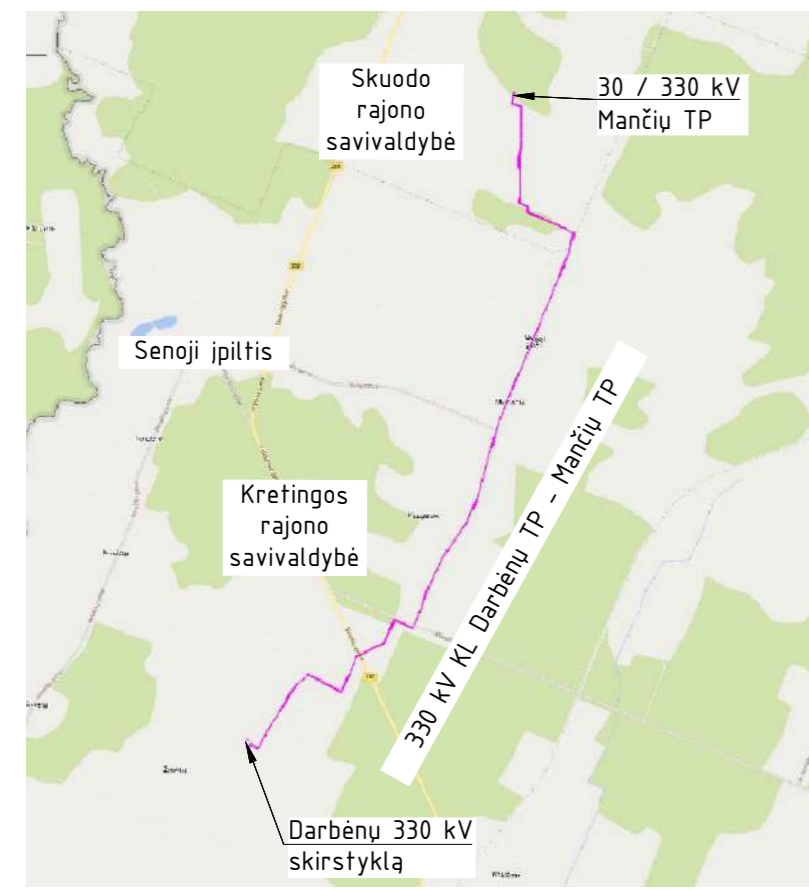 Skuodo
rajono
savivaldybė
30 / 330 kV
Mančių TP
Senoji įpiltis
330 kV KL Darbėnų TP - Mančių TP
Kretingos
rajono
savivaldybė
Darbėnų 330 kV
skirstyklą